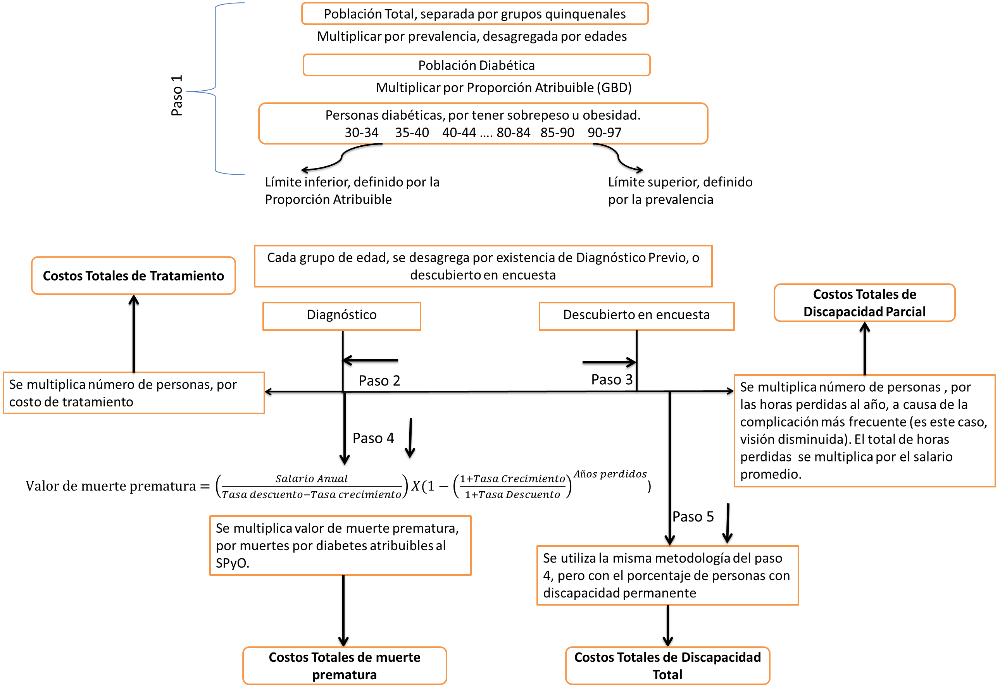 Población Total, separada por grupos quinquenales
Multiplicar por prevalencia, desagregada por edades
Población Diabética
Multiplicar por Proporción Atribuible (GBD)
Paso 1
Personas diabéticas, por tener sobrepeso u obesidad.
30-34 35-40 40-44 .... 80-84 85-90 90-97
Límite inferior, definido por la
Proporción Atribuible
Límite superior, definido
por la prevalencia
Cada grupo de edad, se desagrega por existencia de Diagnóstico Previo, o
descubierto en encuesta
Costos Totales de Tratamiento
Costos Totales de
Discapacidad Parcial
Diagnóstico
Descubierto en encuesta
Paso 2
Paso 3
Se multiplica número de personas, por
costo de tratamiento
Se multiplica número de personas , por
las horas perdidas al año, a causa de la
complicación más frecuente (es este caso,
visión disminuida). El total de horas
perdidas se multiplica por el salario
promedio.
Paso 4
Valor de muerte prematura = (Salario Anual / Tasa descuento−Tasa crecimiento) X(1 − (1+Tasa Crecimiento / 1+Tasa Descuento)^Años perdidos)
Paso 5
Se multiplica valor de muerte prematura,
por muertes por diabetes atribuibles al
SPyO.
Se utiliza la misma metodología del paso
4, pero con el porcentaje de personas con
discapacidad permanente
Costos Totales de muerte
prematura
Costos Totales de Discapacidad
Total